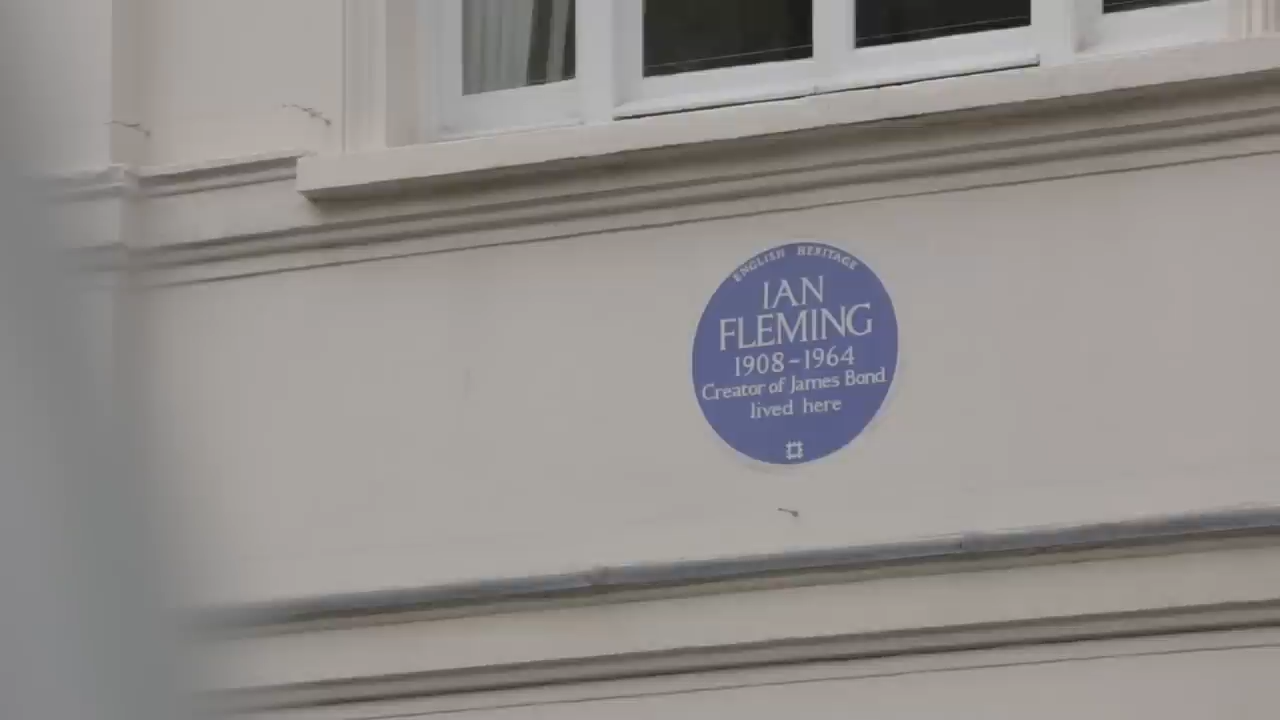 ENGLISH HERITAGE
IAN
FLEMING
1908-1964
Creator of James Bond
lived here